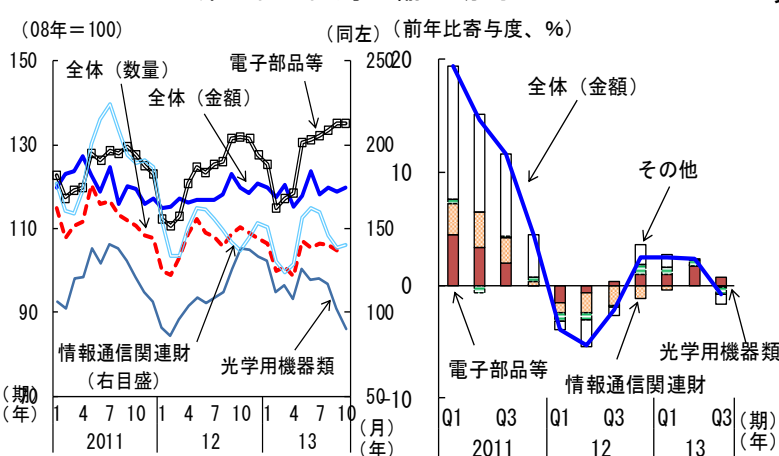 （08年＝100）
（同左）
（前年比寄与度、%）
150
130
110
90
70
250
200
150
100
50
全体（数量）
電子部品等
全体（金額）
情報通信関連財
（右目盛）
光学用機器類
1 4 7 10 1 4 7 10 1 4 7 10
2011 12 13
（期）
（年）
（月）
（年）
20
10
0
-10
全体（金額）
その他
電子部品等
情報通信関連財
光学用機器類
Q1 Q3 Q1 Q3 Q1 Q3
2011 12 13
（期）
（年）